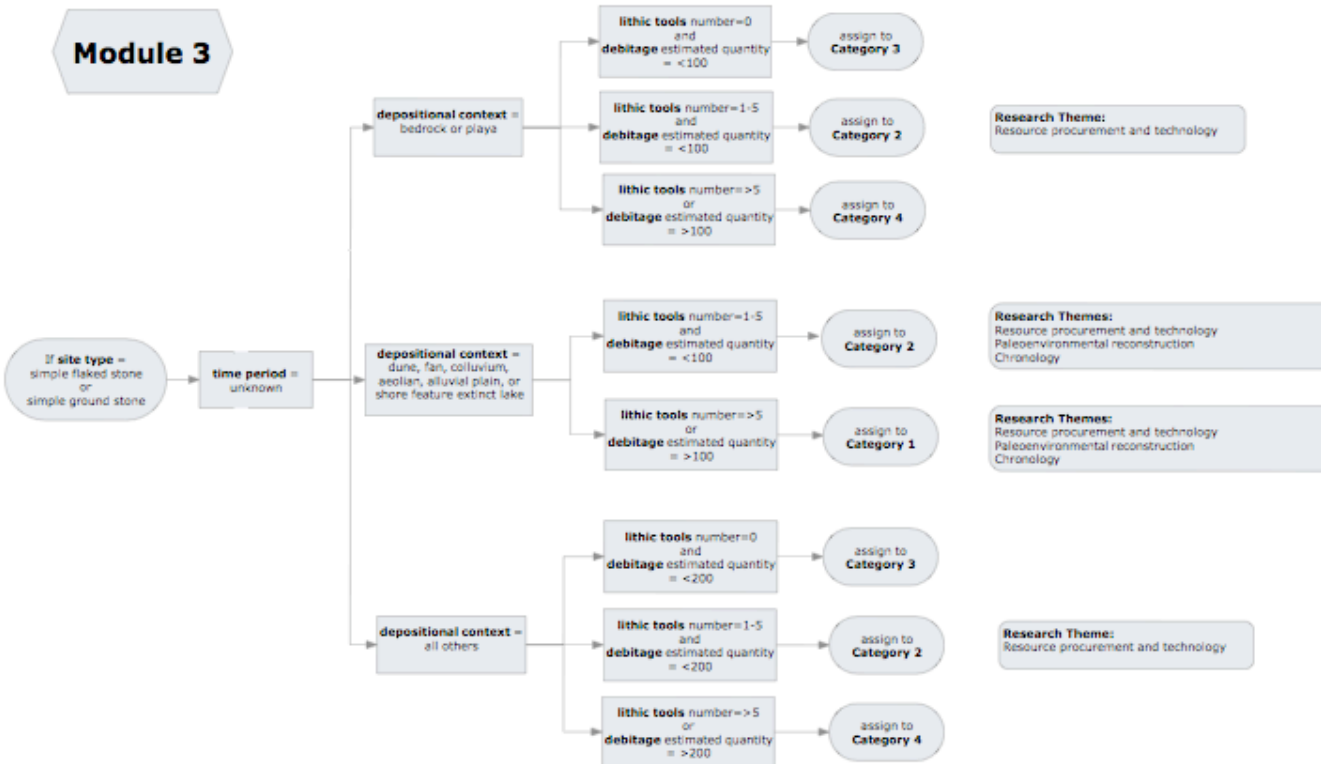 Module 3
lithic tools number=0
and
debitage estimated quantity
= <100
assign to
Category 3
depositional context =
bedrock or playa
lithic tools number=1-5
and
debitage estimated quantity
= <100
assign to
Category 2
Research Theme:
Resource procurement and technology
lithic tools number=>5
or
debitage estimated quantity
= >100
assign to
Category 4
If site type =
simple flaked stone
or
simple ground stone
time period =
unknown
depositional context =
dune, fan, colluvium,
aeolian, alluvial plain, or
shore feature extinct lake
lithic tools number=1-5
and
debitage estimated quantity
= <100
assign to
Category 2
Research Themes:
Resource procurement and technology
Paleoenvironmental reconstruction
Chronology
lithic tools number=>5
or
debitage estimated quantity
= >100
assign to
Category 1
Research Themes:
Resource procurement and technology
Paleoenvironmental reconstruction
Chronology
lithic tools number=0
and
debitage estimated quantity
= <200
assign to
Category 3
depositional context =
all others
lithic tools number=1-5
and
debitage estimated quantity
= <200
assign to
Category 2
Research Theme:
Resource procurement and technology
lithic tools number=>5
or
debitage estimated quantity
= >200
assign to
Category 4